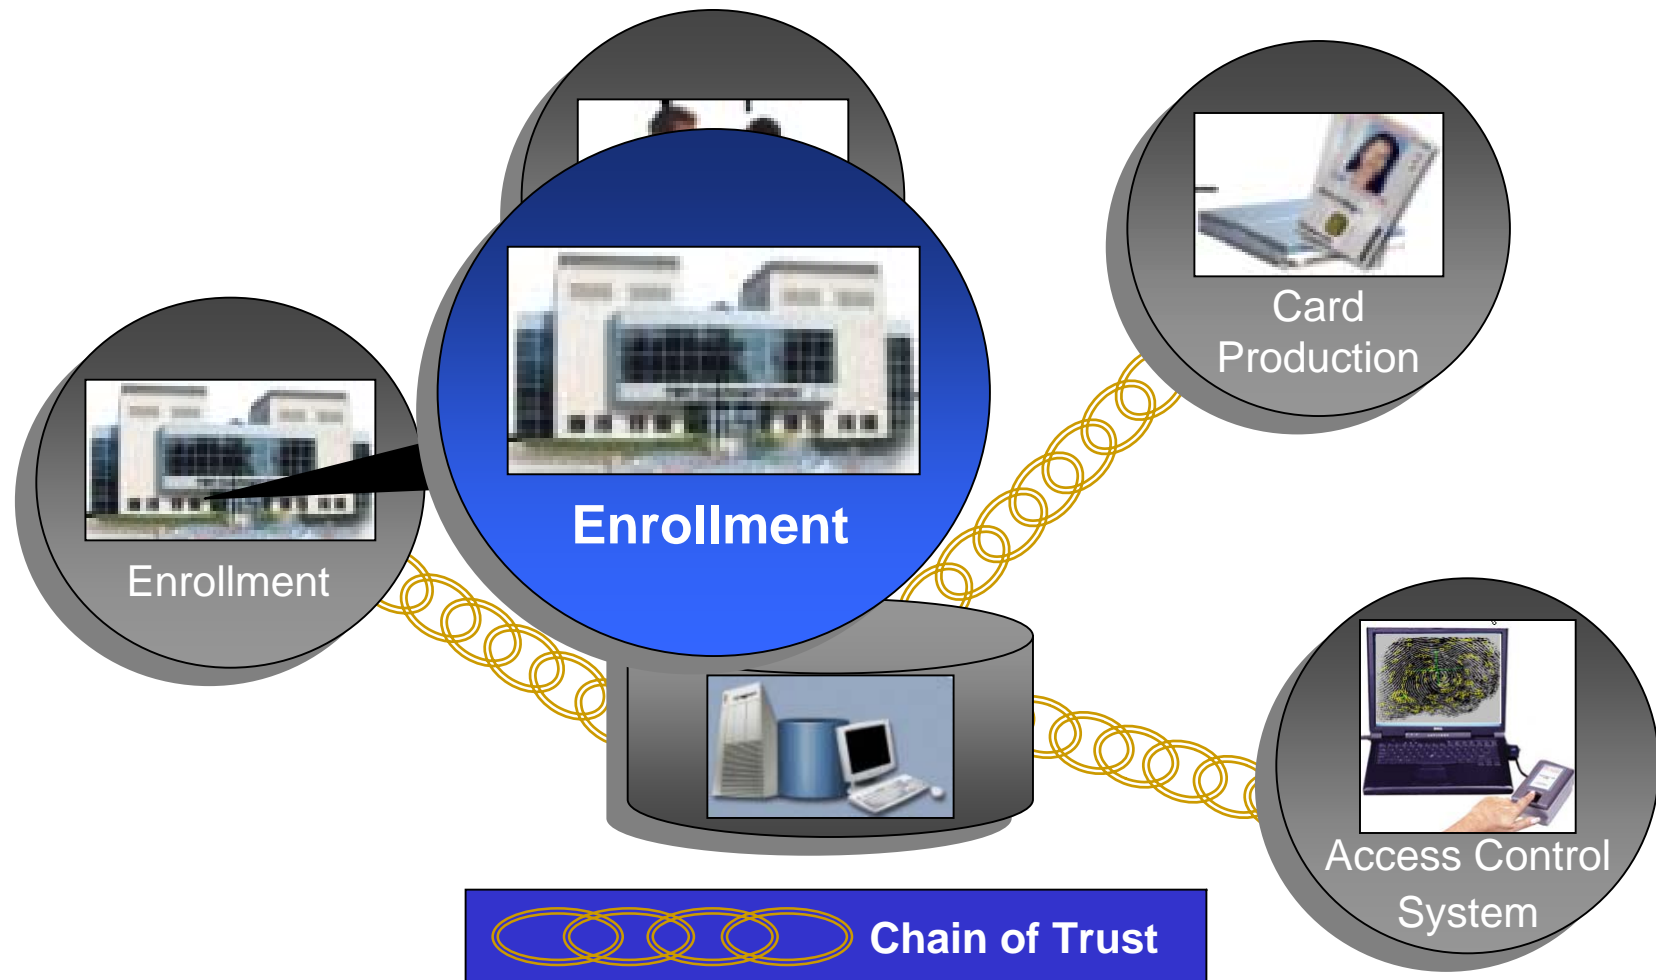 Card
Production
Enrollment
Enrollment
Access Control
System
Chain of Trust